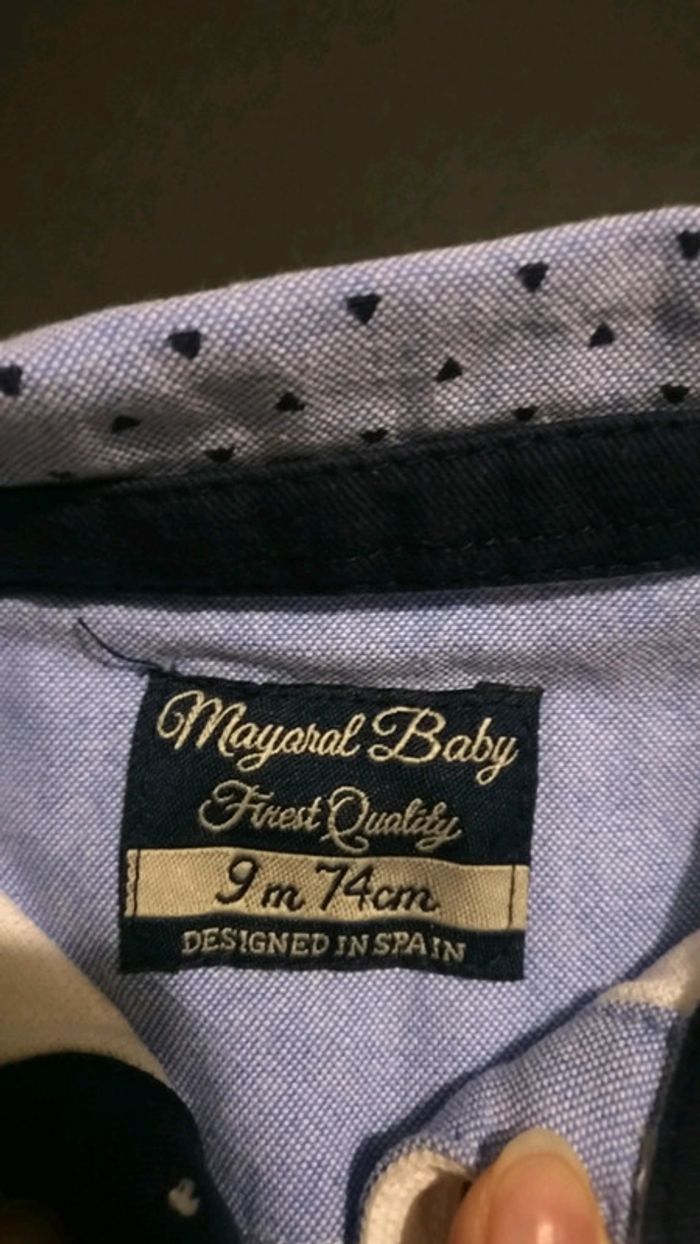 Mayoral Baby
Finest Quality
9 m 74cm
DESIGNED IN SPAIN